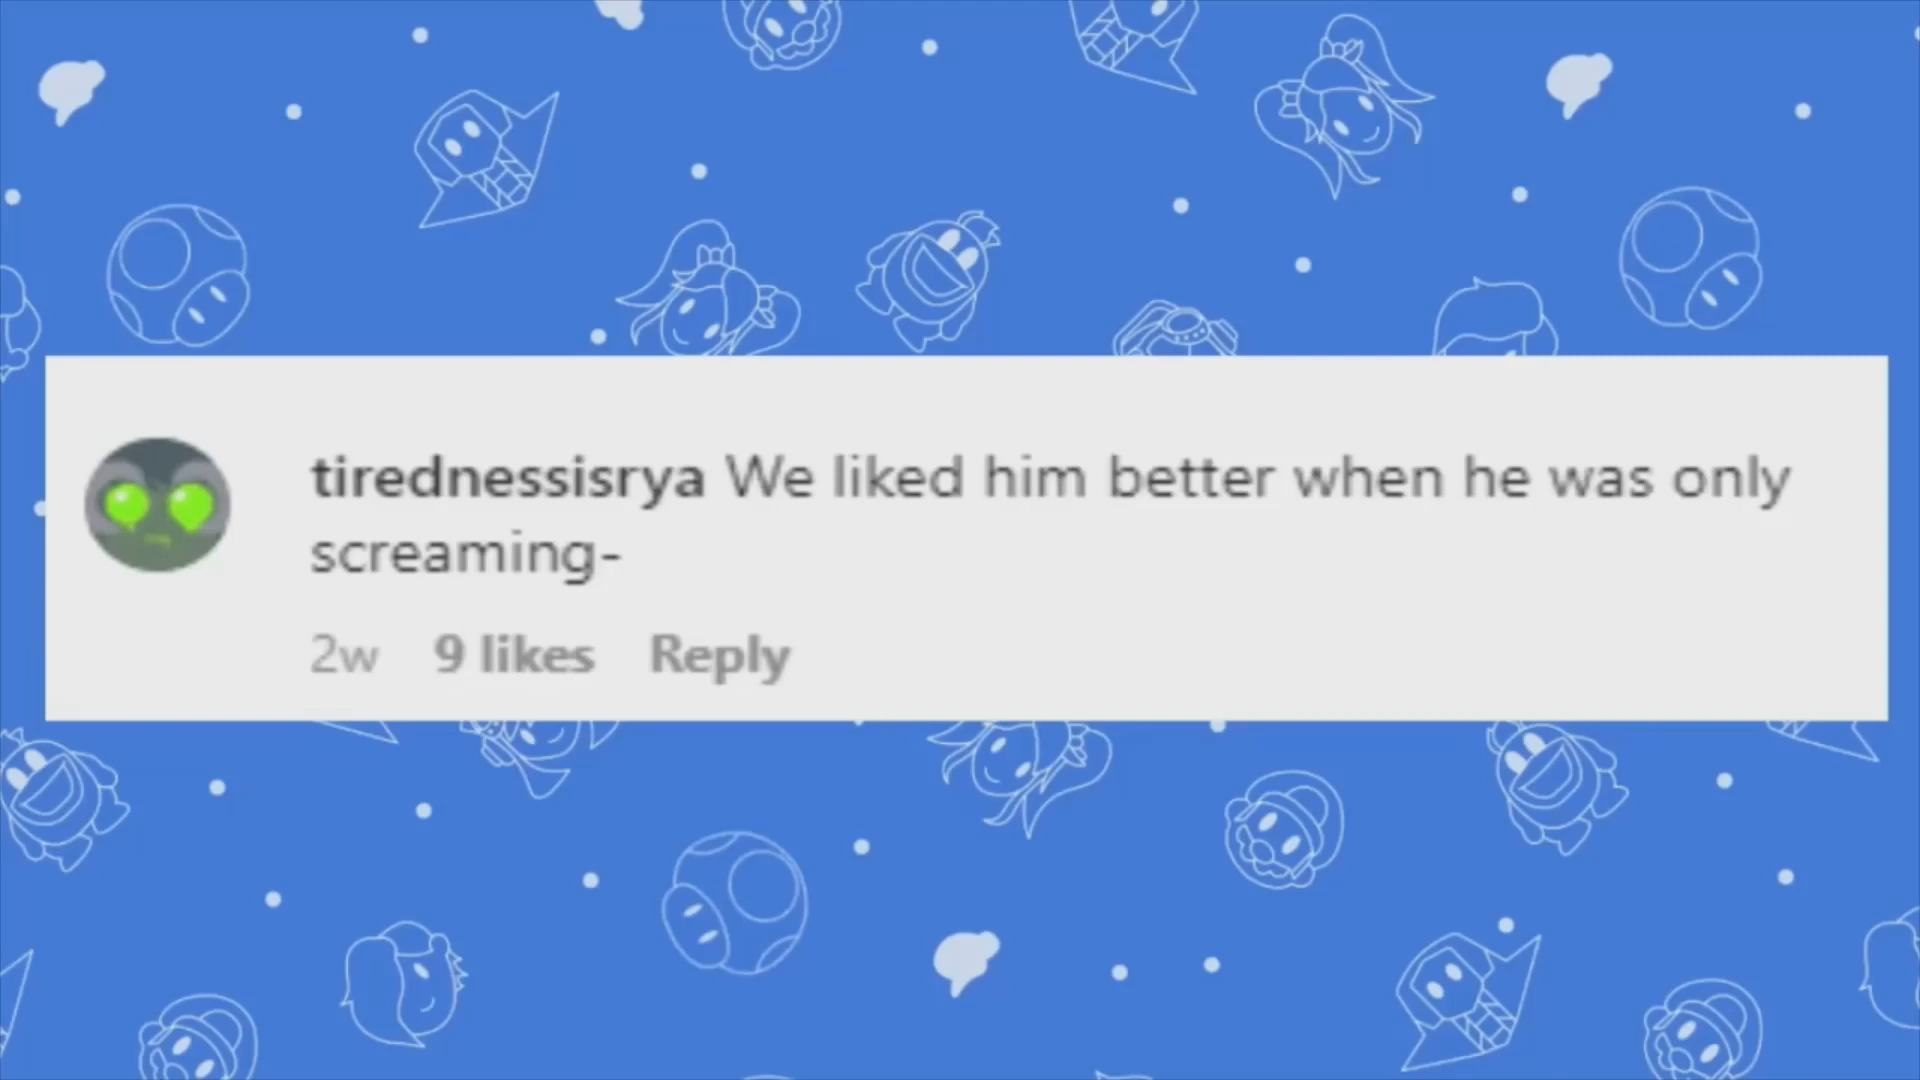 tirednessisrya We liked him better when he was only
screaming-
2w 9 likes Reply